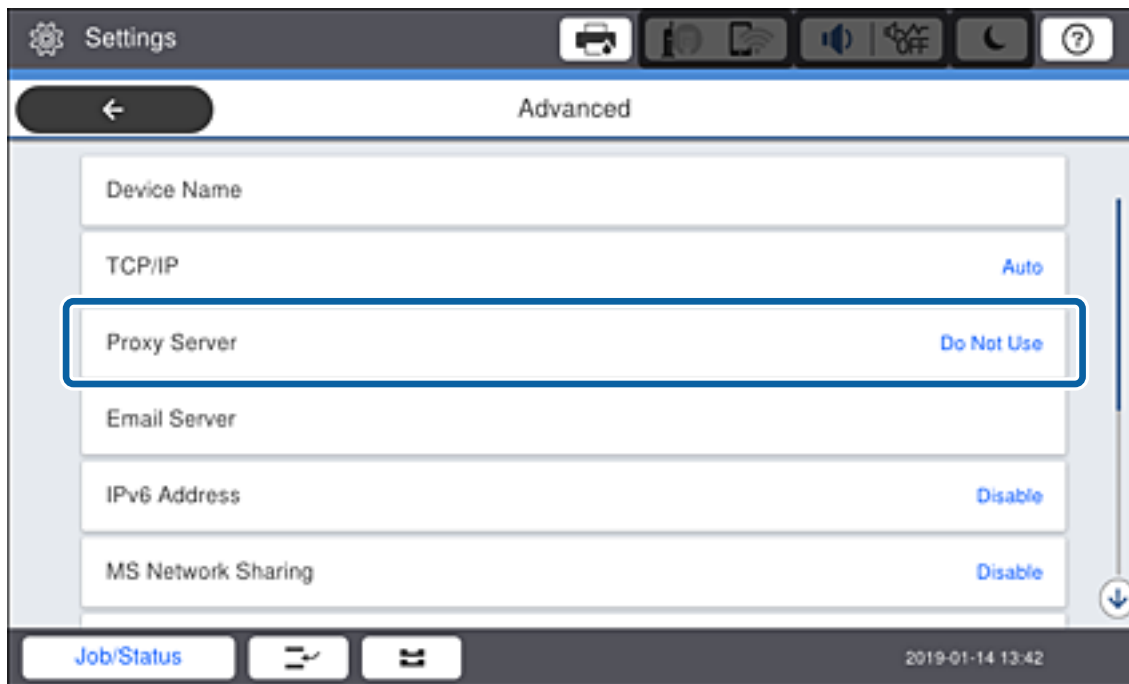 Settings
OFF
?
Advanced
Device Name
TCP/IP Auto
Proxy Server Do Not Use
Email Server
IPv6 Address Disable
MS Network Sharing Disable
Job/Status
2019-01-14 13:42